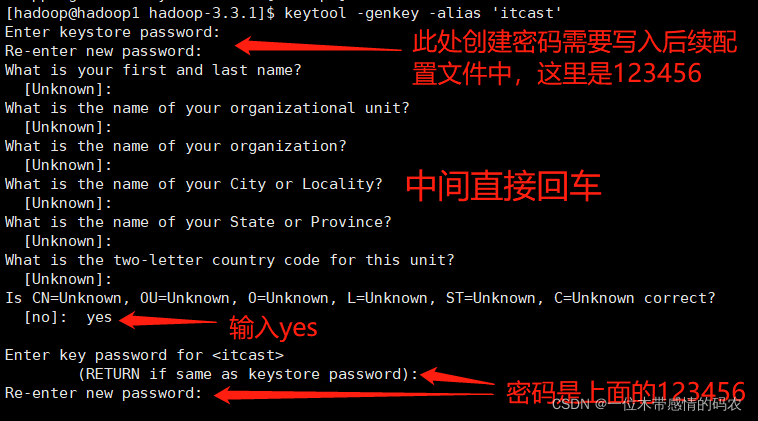 [hadoop@hadoop1 hadoop-3.3.1]$ keytool -genkey -alias 'itcast'
Enter keystore password:
Re-enter new password:
此处创建密码需要写入后续配
置文件中，这里是123456
What is your first and last name?
[Unknown]:
What is the name of your organizational unit?
[Unknown]:
What is the name of your organization?
[Unknown]:
What is the name of your City or Locality?
中间直接回车
[Unknown]:
What is the name of your State or Province?
[Unknown]:
What is the two-letter country code for this unit?
[Unknown]:
Is CN=Unknown, OU=Unknown, O=Unknown, L=Unknown, ST=Unknown, C=Unknown correct?
[no]: yes
输入yes
Enter key password for <itcast>
(RETURN if same as keystore password):
Re-enter new password:
密码是上面的123456
CSDN @一位木带感情的码农